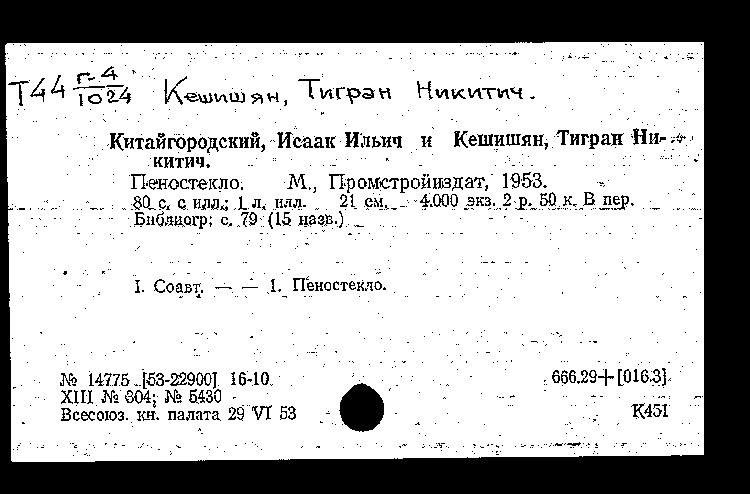 Т44 Г-4/1024 Кешишян, Тигран Никитич.
Китайгородский, Исаак Ильич и Кешишян, Тигран Ни-
китич.
Пеностекло. М., Промстройиздат, 1953.
80 с. с илл.; 1 л. илл. 21 см. 4.000 экз. 2 р. 50 к. В пер.
Библиогр: с. 79 (15 назв.)
I. Соавт. — — 1. Пеностекло.
№ 14775 [53-22900] 16-10 666.29+[016.3]
XIII № 304; № 5430
Всесоюз. кн. палата 29 VI 53 К451